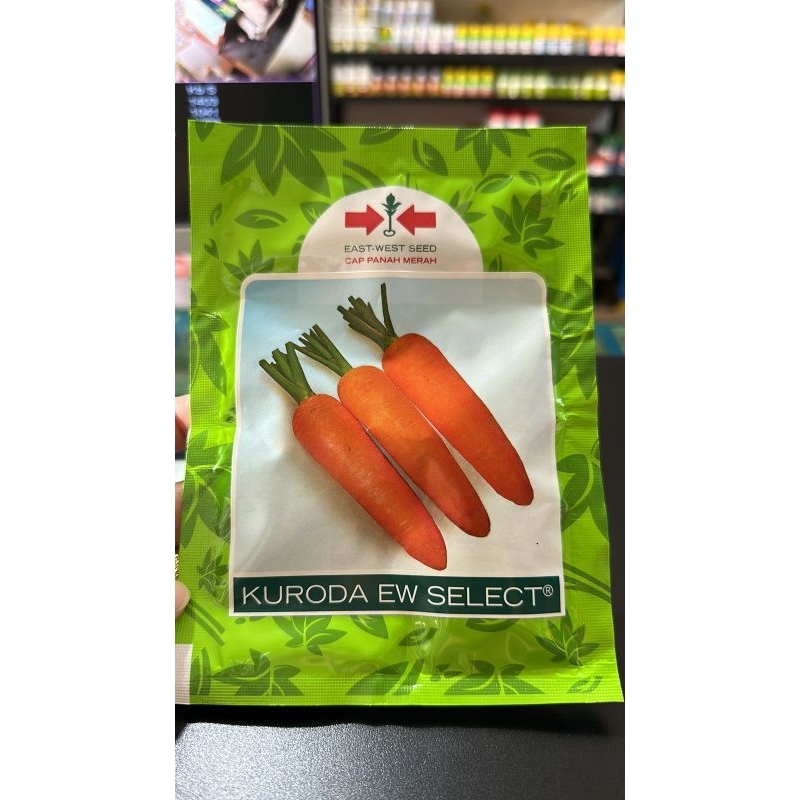 EAST-WEST SEED
CAP PANAH MERAH
KURODA EW SELECT®